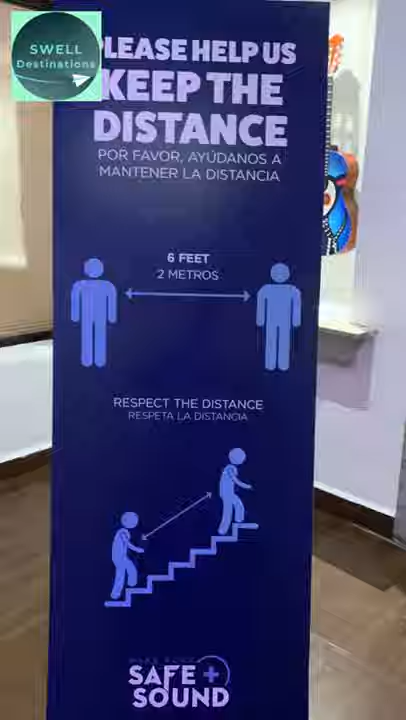 SWELL
Destinations
PLEASE HELP US
KEEP THE
DISTANCE
POR FAVOR, AYÚDANOS A
MANTENER LA DISTANCIA
6 FEET
2 METROS
RESPECT THE DISTANCE
RESPETA LA DISTANCIA
SAFE +
SOUND